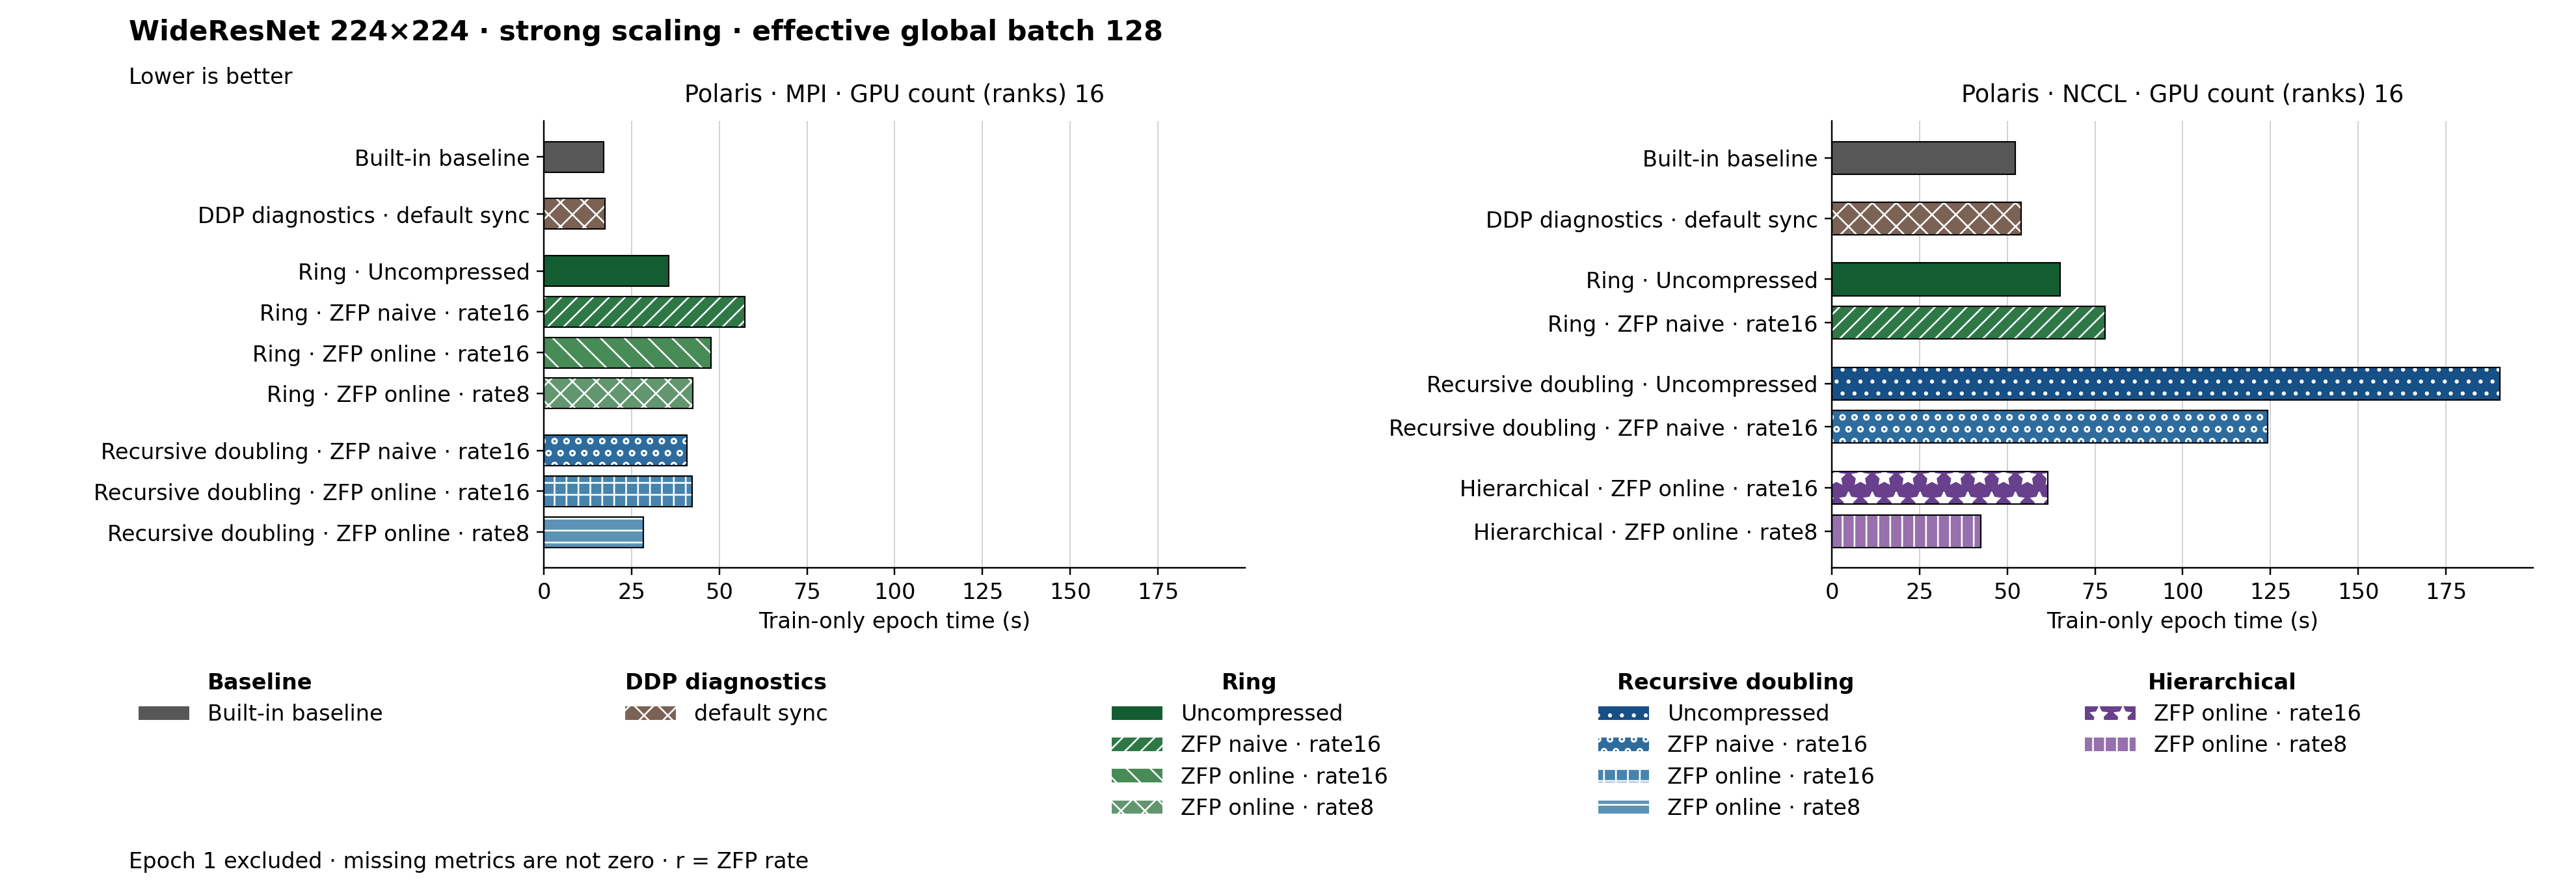 WideResNet 224×224 · strong scaling · effective global batch 128
Lower is better
Polaris · MPI · GPU count (ranks) 16
Built-in baseline
DDP diagnostics · default sync
Ring · Uncompressed
Ring · ZFP naive · rate16
Ring · ZFP online · rate16
Ring · ZFP online · rate8
Recursive doubling · ZFP naive · rate16
Recursive doubling · ZFP online · rate16
Recursive doubling · ZFP online · rate8
0 25 50 75 100 125 150 175
Train-only epoch time (s)
Polaris · NCCL · GPU count (ranks) 16
Built-in baseline
DDP diagnostics · default sync
Ring · Uncompressed
Ring · ZFP naive · rate16
Recursive doubling · Uncompressed
Recursive doubling · ZFP naive · rate16
Hierarchical · ZFP online · rate16
Hierarchical · ZFP online · rate8
0 25 50 75 100 125 150 175
Train-only epoch time (s)
Baseline
Built-in baseline
DDP diagnostics
default sync
Ring
Uncompressed
ZFP naive · rate16
ZFP online · rate16
ZFP online · rate8
Recursive doubling
Uncompressed
ZFP naive · rate16
ZFP online · rate16
ZFP online · rate8
Hierarchical
ZFP online · rate16
ZFP online · rate8
Epoch 1 excluded · missing metrics are not zero · r = ZFP rate